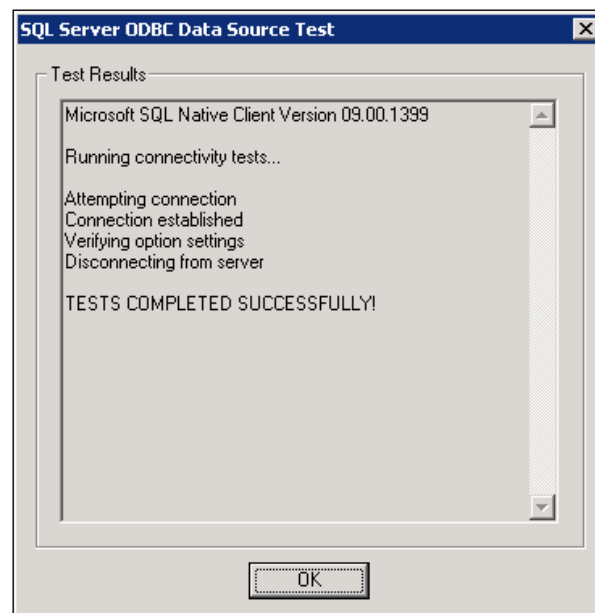 SQL Server ODBC Data Source Test
Test Results
Microsoft SQL Native Client Version 09.00.1399
Running connectivity tests...
Attempting connection
Connection established
Verifying option settings
Disconnecting from server
TESTS COMPLETED SUCCESSFULLY!
OK